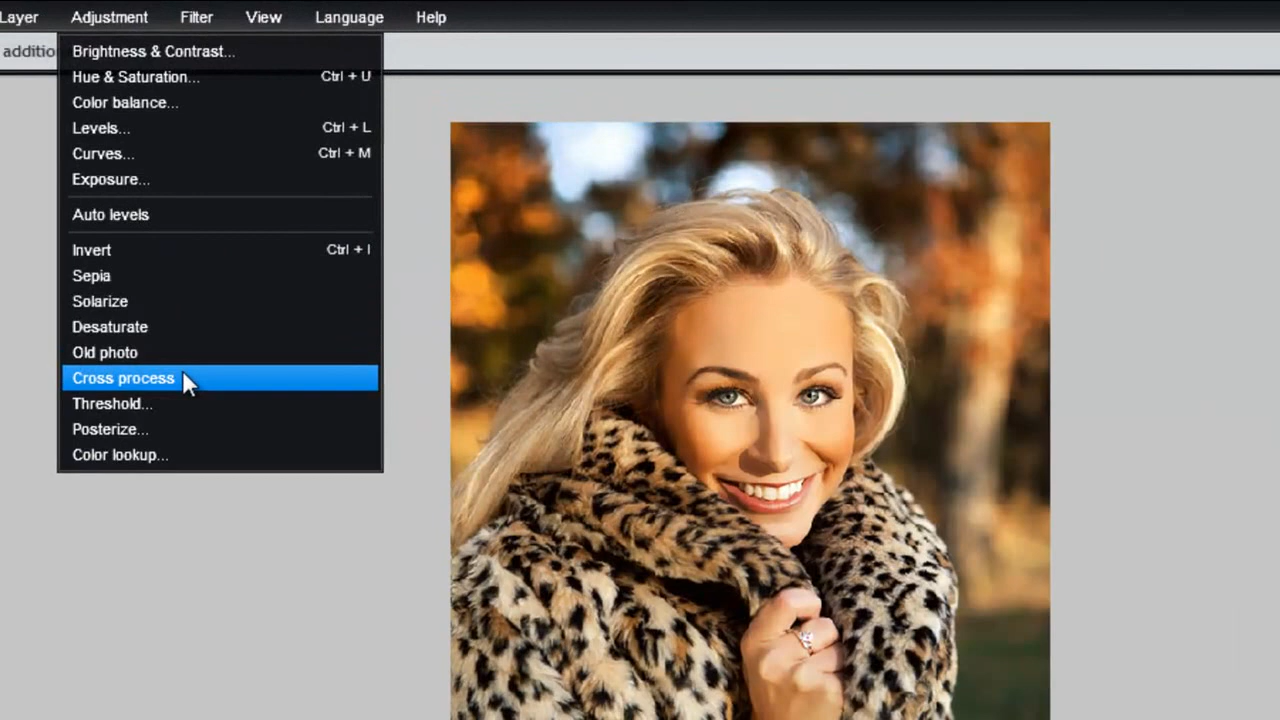 Layer Adjustment Filter View Language Help
additio
Brightness & Contrast...
Hue & Saturation... Ctrl + U
Color balance...
Levels... Ctrl + L
Curves... Ctrl + M
Exposure...
Auto levels
Invert Ctrl + I
Sepia
Solarize
Desaturate
Old photo
Cross process
Threshold...
Posterize...
Color lookup...